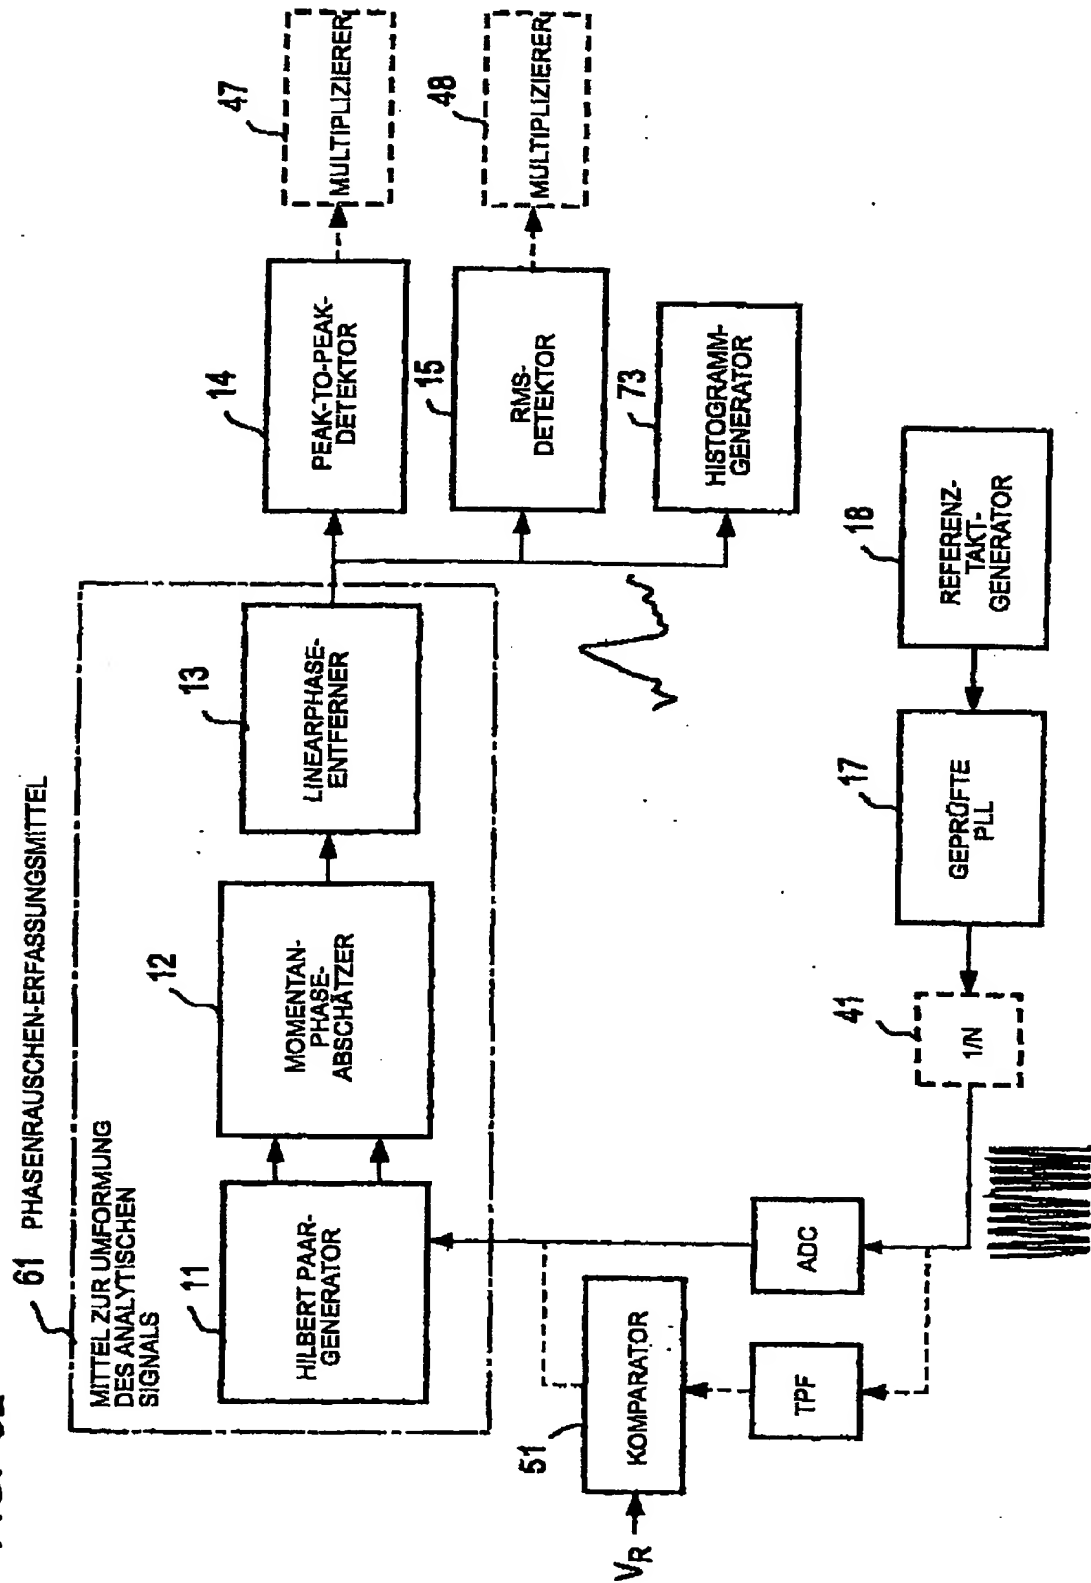 61 PHASENRAUSCHEN-ERFASSUNGSMITTEL
MITTEL ZUR UMFORMUNG
DES ANALYTISCHEN
SIGNALS
11
HILBERT PAAR-
GENERATOR
12
MOMENTAN-
PHASE-
ABSCHÄTZER
13
LINEARPHASE-
ENTFERNER
14
PEAK-TO-PEAK-
DETEKTOR
47
MULTIPLIZIERER
15
RMS-
DETEKTOR
48
MULTIPLIZIERER
73
HISTOGRAMM-
GENERATOR
51
KOMPARATOR
VR
TPF
ADC
41
1/N
17
GEPRÜFTE
PLL
18
REFERENZ-
TAKT-
GENERATOR